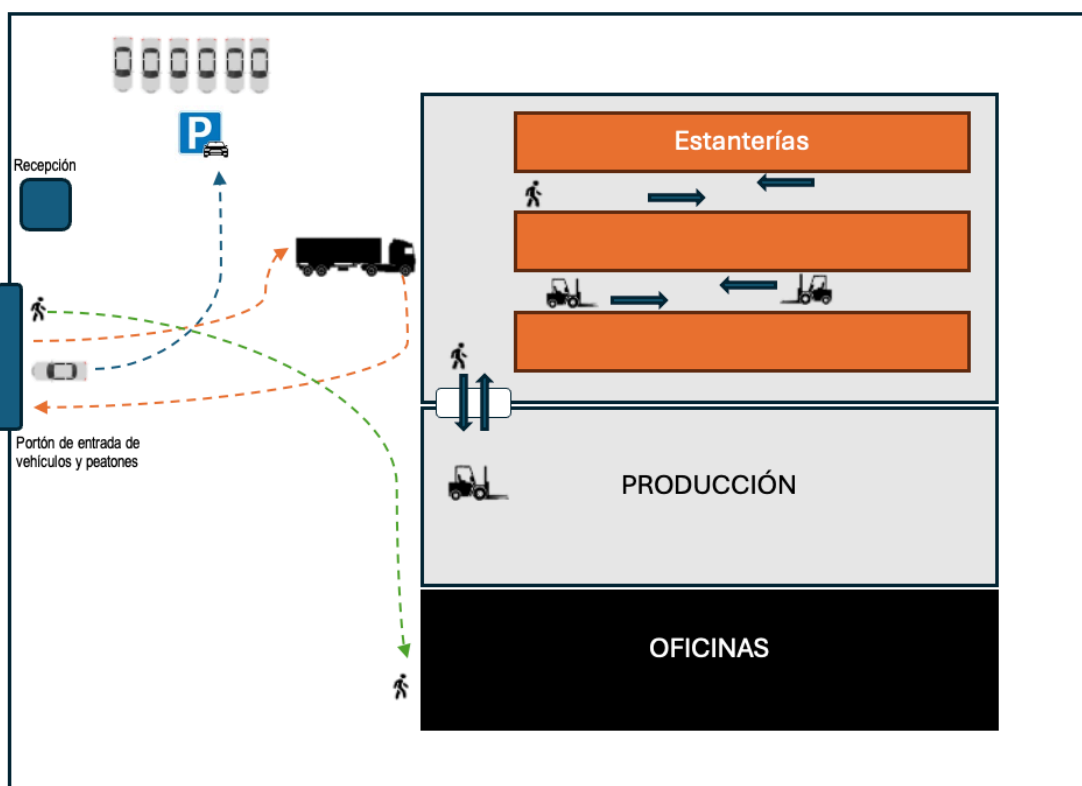 P
Recepción
Estanterías
Portón de entrada de
vehículos y peatones
PRODUCCIÓN
OFICINAS